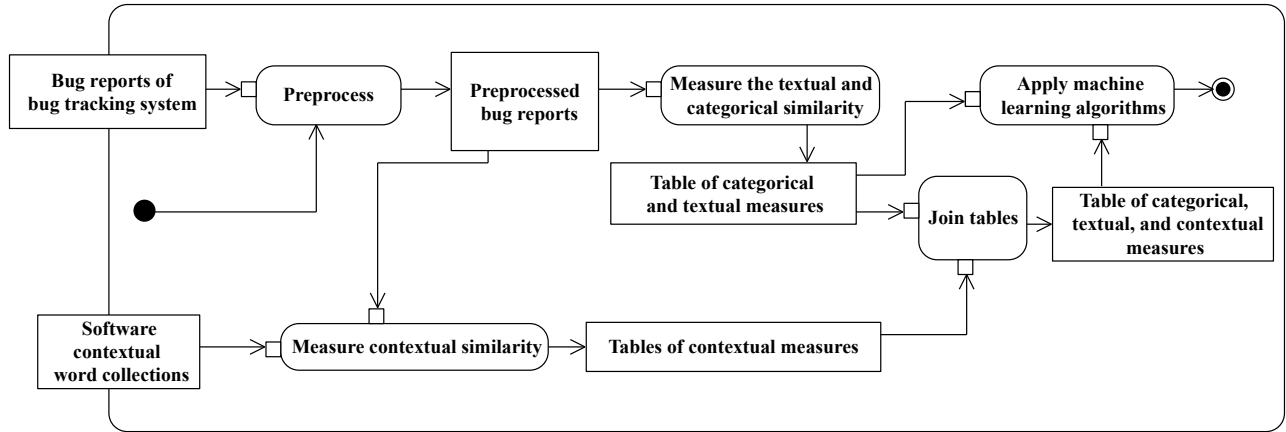 Bug reports of
bug tracking system
Preprocess
Preprocessed
bug reports
Measure the textual and
categorical similarity
Apply machine
learning algorithms
Table of categorical
and textual measures
Join tables
Table of categorical,
textual, and contextual
measures
Software
contextual
word collections
Measure contextual similarity
Tables of contextual measures